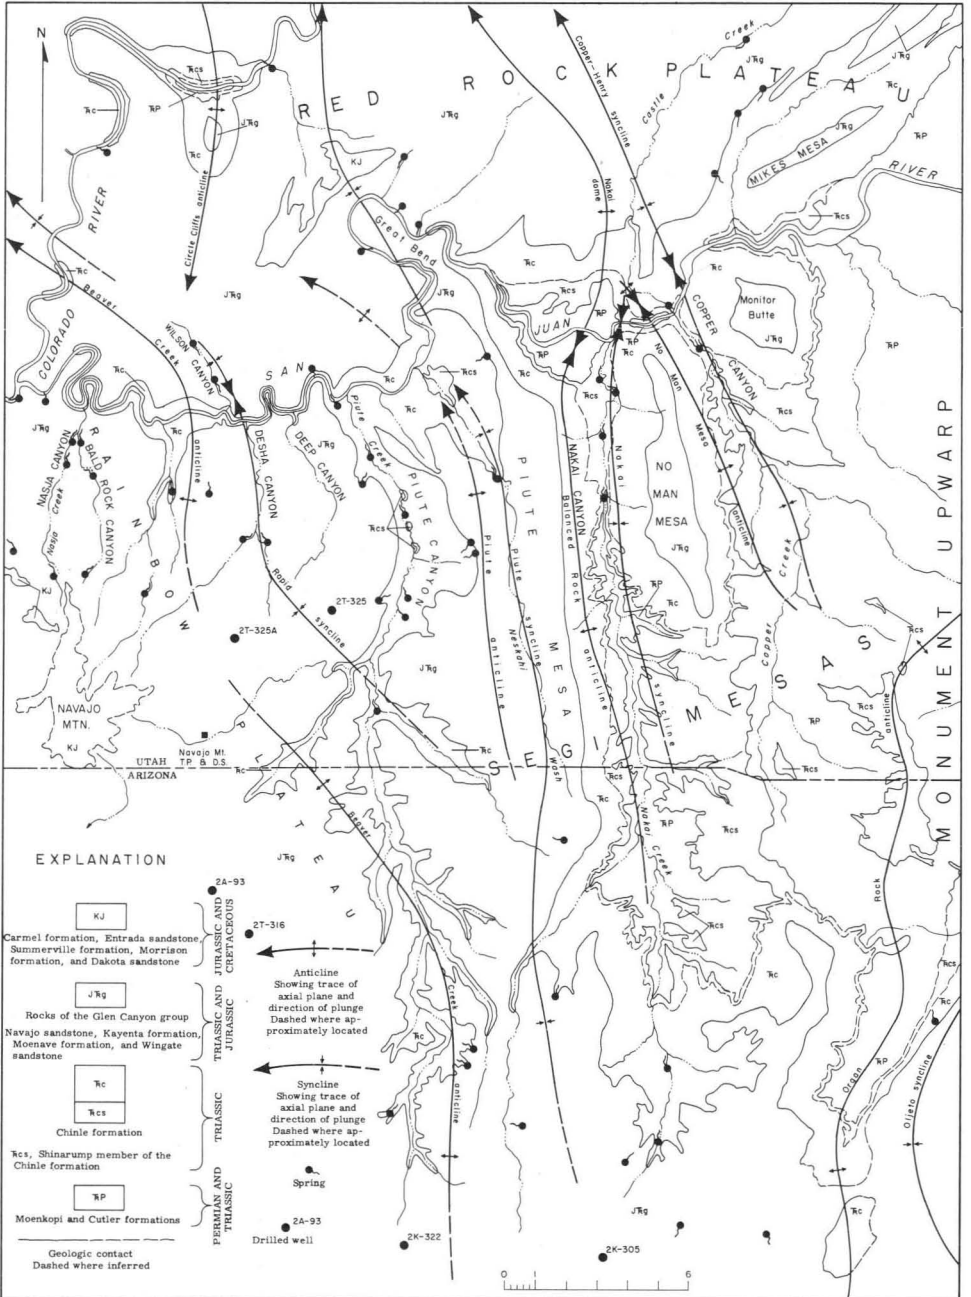 N
RED ROCK PLATEAU
Copper-Henry syncline
Castle Creek
Nokai dome
MIKES MESA
RIVER
Circle Cliffs anticline
Great Bend
COLORADO RIVER
Beaver Creek anticline
WILSON CANYON
SAN JUAN
COPPER CANYON
Monitor Butte
No Man Mesa anticline
NO MAN MESA
NASJA CANYON
Nasja Creek
BALD ROCK CANYON
RAINBOW PLATEAU
DESHA CANYON
DEEP CANYON
Piute Creek
PIUTE CANYON
Rapid syncline
Piute anticline
Piute syncline
PIUTE MESA
Neskahi Wash
NAKAI CANYON
Balanced Rock anticline
Nakai syncline
Nakai Creek
Copper Creek
SEGI MESAS
MONUMENT UPWARP
Organ Rock anticline
Oljeto syncline
Beaver Creek anticline
2T-325
2T-325A
NAVAJO MTN.
Navajo Mt. T.P. & D.S.
UTAH
ARIZONA
2A-93
2T-316
2K-322
2K-305
EXPLANATION
KJ
Carmel formation, Entrada sandstone,
Summerville formation, Morrison
formation, and Dakota sandstone
JURASSIC AND
CRETACEOUS
JTRg
Rocks of the Glen Canyon group
Navajo sandstone, Kayenta formation,
Moenave formation, and Wingate
sandstone
TRIASSIC AND
JURASSIC
TRc
TRcs
Chinle formation
TRcs, Shinarump member of the
Chinle formation
TRIASSIC
TRP
Moenkopi and Cutler formations
PERMIAN AND
TRIASSIC
Geologic contact
Dashed where inferred
Anticline
Showing trace of
axial plane and
direction of plunge
Dashed where ap-
proximately located
Syncline
Showing trace of
axial plane and
direction of plunge
Dashed where ap-
proximately located
Spring
2A-93
Drilled well
0 1 6